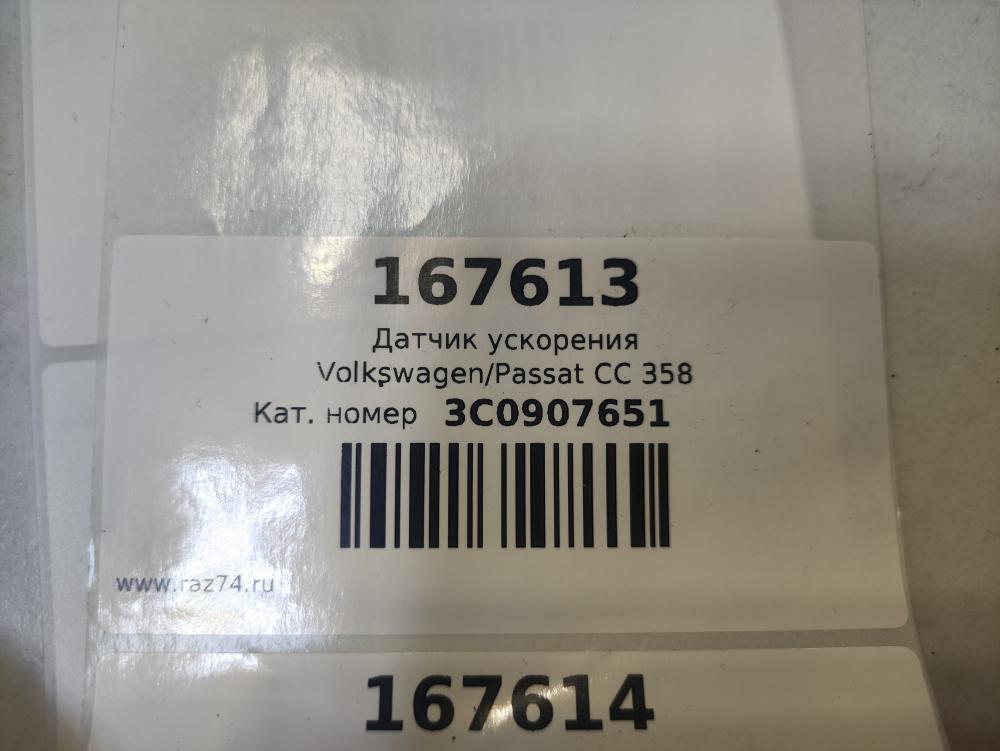 167613
Датчик ускорения
Volkswagen/Passat CC 358
Кат. номер 3C0907651
www.raz74.ru
167614